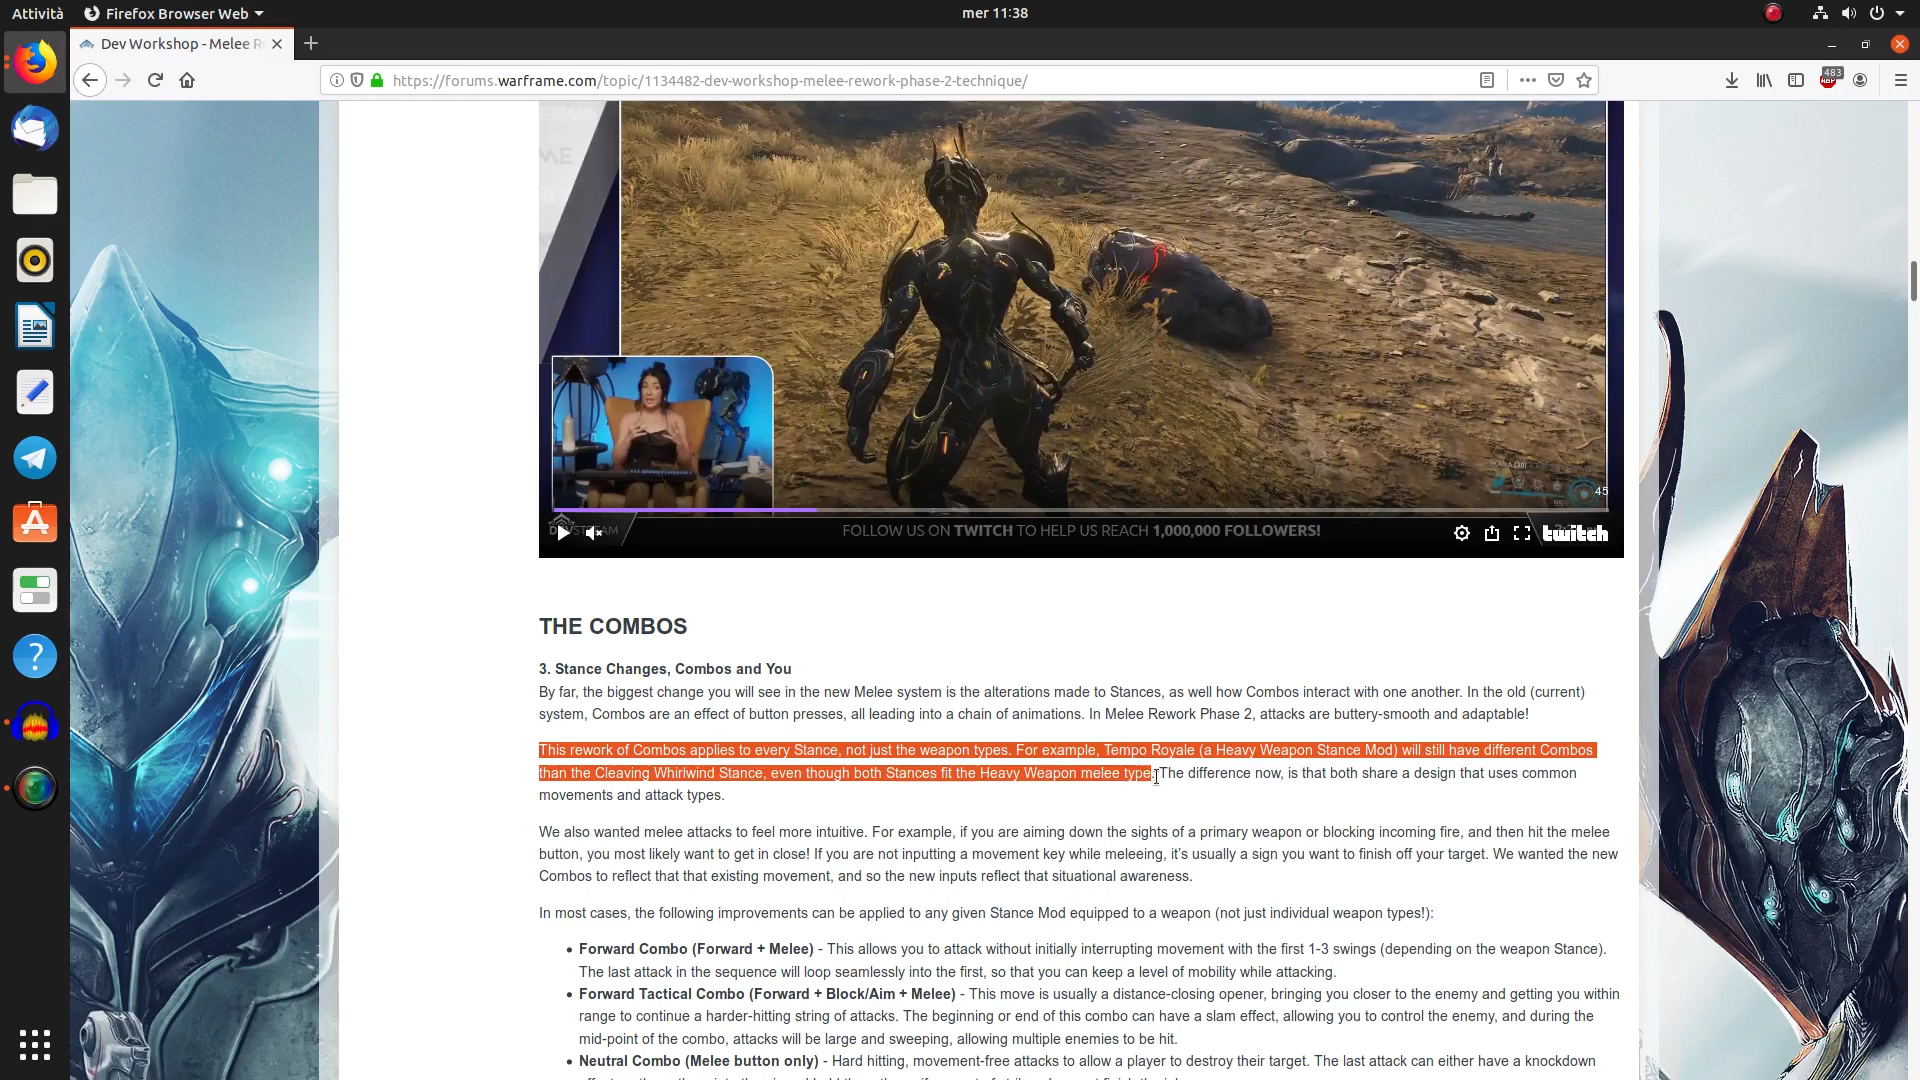 Attività
Firefox Browser Web
mer 11:38
Dev Workshop - Melee R
https://forums.warframe.com/topic/1134482-dev-workshop-melee-rework-phase-2-technique/
483
ABP
45
95
FOLLOW US ON TWITCH TO HELP US REACH 1,000,000 FOLLOWERS!
twitch
THE COMBOS
3. Stance Changes, Combos and You
By far, the biggest change you will see in the new Melee system is the alterations made to Stances, as well how Combos interact with one another. In the old (current)
system, Combos are an effect of button presses, all leading into a chain of animations. In Melee Rework Phase 2, attacks are buttery-smooth and adaptable!
This rework of Combos applies to every Stance, not just the weapon types. For example, Tempo Royale (a Heavy Weapon Stance Mod) will still have different Combos
than the Cleaving Whirlwind Stance, even though both Stances fit the Heavy Weapon melee type. The difference now, is that both share a design that uses common
movements and attack types.
We also wanted melee attacks to feel more intuitive. For example, if you are aiming down the sights of a primary weapon or blocking incoming fire, and then hit the melee
button, you most likely want to get in close! If you are not inputting a movement key while meleeing, it's usually a sign you want to finish off your target. We wanted the new
Combos to reflect that that existing movement, and so the new inputs reflect that situational awareness.
In most cases, the following improvements can be applied to any given Stance Mod equipped to a weapon (not just individual weapon types!):
• Forward Combo (Forward + Melee) - This allows you to attack without initially interrupting movement with the first 1-3 swings (depending on the weapon Stance).
The last attack in the sequence will loop seamlessly into the first, so that you can keep a level of mobility while attacking.
• Forward Tactical Combo (Forward + Block/Aim + Melee) - This move is usually a distance-closing opener, bringing you closer to the enemy and getting you within
range to continue a harder-hitting string of attacks. The beginning or end of this combo can have a slam effect, allowing you to control the enemy, and during the
mid-point of the combo, attacks will be large and sweeping, allowing multiple enemies to be hit.
• Neutral Combo (Melee button only) - Hard hitting, movement-free attacks to allow a player to destroy their target. The last attack can either have a knockdown